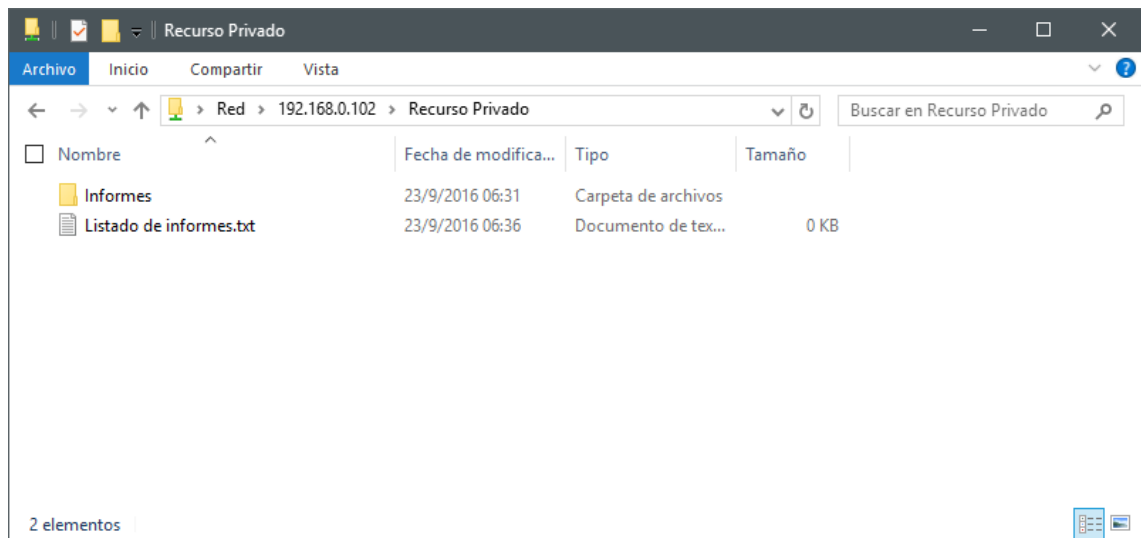 Recurso Privado
Archivo Inicio Compartir Vista
Red > 192.168.0.102 > Recurso Privado Buscar en Recurso Privado
Nombre Fecha de modifica... Tipo Tamaño
Informes 23/9/2016 06:31 Carpeta de archivos
Listado de informes.txt 23/9/2016 06:36 Documento de tex... 0 KB
2 elementos